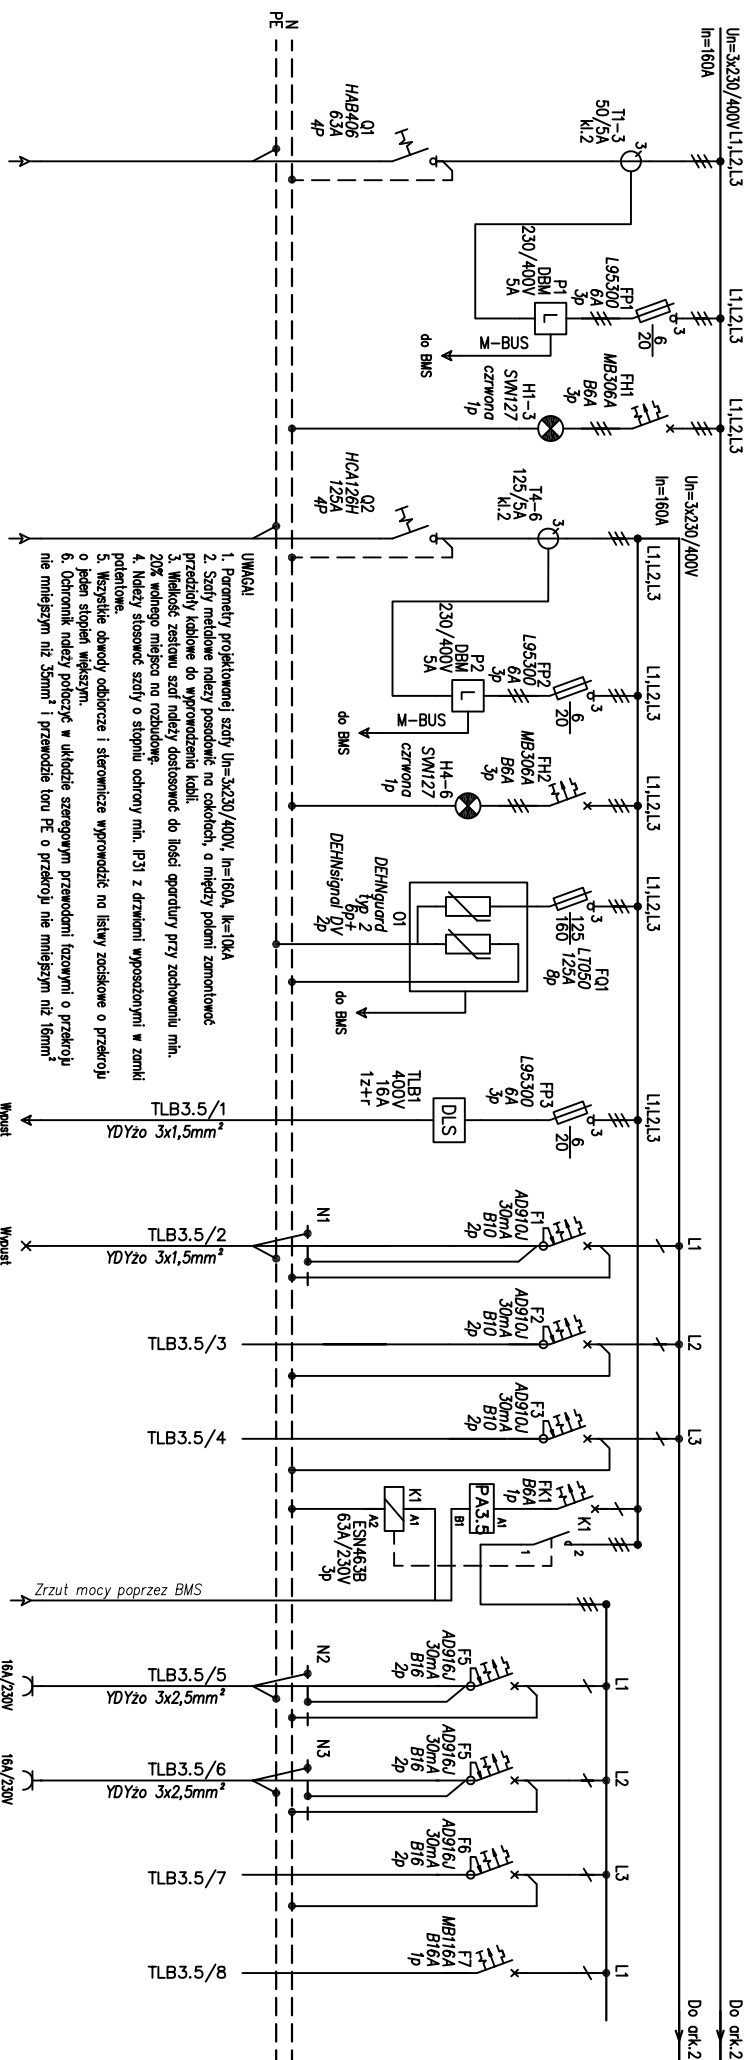 Un=3x230/400V
In=160A
L1,L2,L3
L1,L2,L3
L1,L2,L3
Un=3x230/400V
In=160A
L1,L2,L3
L1,L2,L3
L1,L2,L3
L1,L2,L3
L1,L2,L3
L1
L2
L3
L1
L2
L3
L1
Do ark.2
Do ark.2
T1-3
50/5A
kl.2
3
Q1
HAB406
63A
4P
N
PE
FP1
L95300
6A
3p
3
6
20
P1
DBM
230/400V
5A
L
M-BUS
do BMS
FH1
MB306A
B6A
3p
H1-3
SVN127
czrwona
1p
T4-6
125/5A
kl.2
3
Q2
HCA126H
125A
4P
FP2
L95300
6A
3p
3
6
20
P2
DBM
230/400V
5A
L
M-BUS
do BMS
FH2
MB306A
B6A
3p
H4-6
SVN127
czrwona
1p
FQ1
LT050
125A
8p
3
125
160
O1
DEHNguard
typ 2
6p+
DEHNsignal DV
2p
do BMS
FP3
L95300
6A
3p
3
6
20
TLB1
400V
16A
1z+r
DLS
TLB3.5/1
YDYżo 3x1,5mm²
Wypust
F1
AD910J
30mA
B10
2p
N1
TLB3.5/2
YDYżo 3x1,5mm²
Wypust
F2
AD910J
30mA
B10
2p
TLB3.5/3
F3
AD910J
30mA
B10
2p
TLB3.5/4
FK1
B6A
1p
PA3.5
A1
B1
K1
1
2
K1
A1
A2
ESN463B
63A/230V
3p
Zrzut mocy poprzez BMS
F5
AD916J
30mA
B16
2p
N2
TLB3.5/5
YDYżo 3x2,5mm²
16A/230V
F5
AD916J
30mA
B16
2p
N3
TLB3.5/6
YDYżo 3x2,5mm²
16A/230V
F6
AD916J
30mA
B16
2p
TLB3.5/7
F7
MB116A
B16A
1p
TLB3.5/8
UWAGA!
1. Parametry projektowanej szafy Un=3x230/400V, In=160A, Ik=10kA
2. Szafy metalowe należy posadowić na cokołach, a między polami zamontować
przedziały kablowe do wyprowadzenia kabli.
3. Wielkość zestawu szaf należy dostosować do ilości aparatury przy zachowaniu min.
20% wolnego miejsca na rozbudowę.
4. Należy stosować szafy o stopniu ochrony min. IP31 z drzwiami wyposażonymi w zamki
patentowe.
5. Wszystkie obwody odbiorcze i sterownicze wyprowadzić na listwy zaciskowe o przekroju
o jeden stopień większym.
6. Ochronnik należy połączyć w układzie szeregowym przewodami fazowymi o przekroju
nie mniejszym niż 35mm² i przewodzie toru PE o przekroju nie mniejszym niż 16mm²